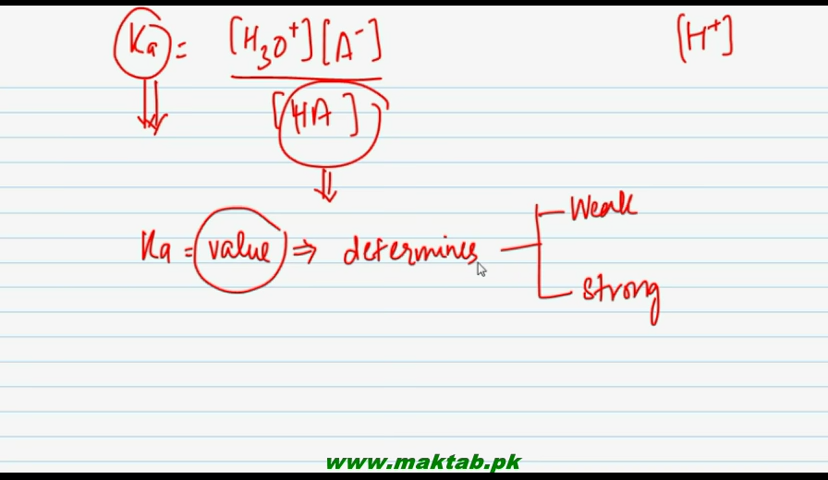 Ka = [H3O+][A-] [H+]
[HA]
Ka = value ⇒ determines
Weak
Strong
www.maktab.pk